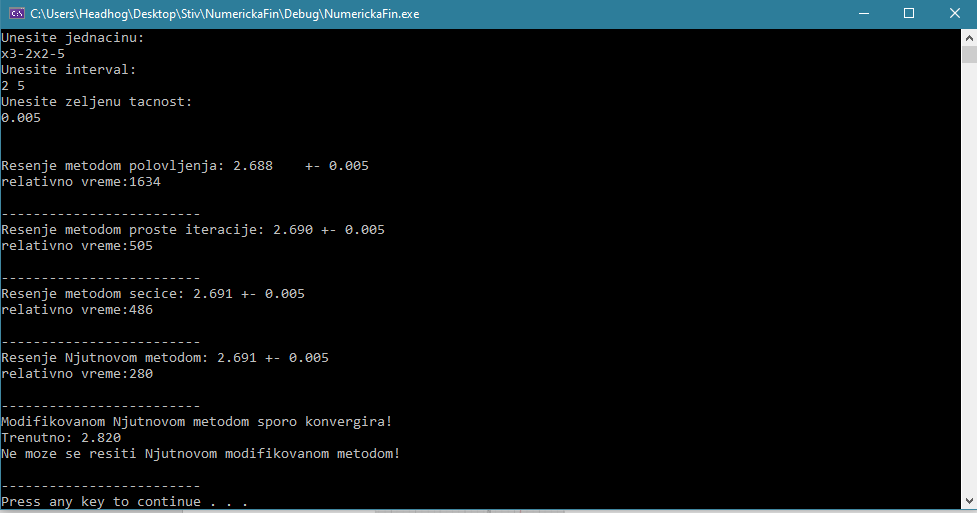 C:\Users\Headhog\Desktop\Stiv\NumerickaFin\Debug\NumerickaFin.exe
Unesite jednacinu:
x3-2x2-5
Unesite interval:
2 5
Unesite zeljenu tacnost:
0.005
Resenje metodom polovljenja: 2.688    +- 0.005
relativno vreme:1634
-------------------------
Resenje metodom proste iteracije: 2.690 +- 0.005
relativno vreme:505
-------------------------
Resenje metodom secice: 2.691 +- 0.005
relativno vreme:486
-------------------------
Resenje Njutnovom metodom: 2.691 +- 0.005
relativno vreme:280
-------------------------
Modifikovanom Njutnovom metodom sporo konvergira!
Trenutno: 2.820
Ne moze se resiti Njutnovom modifikovanom metodom!
-------------------------
Press any key to continue . . .